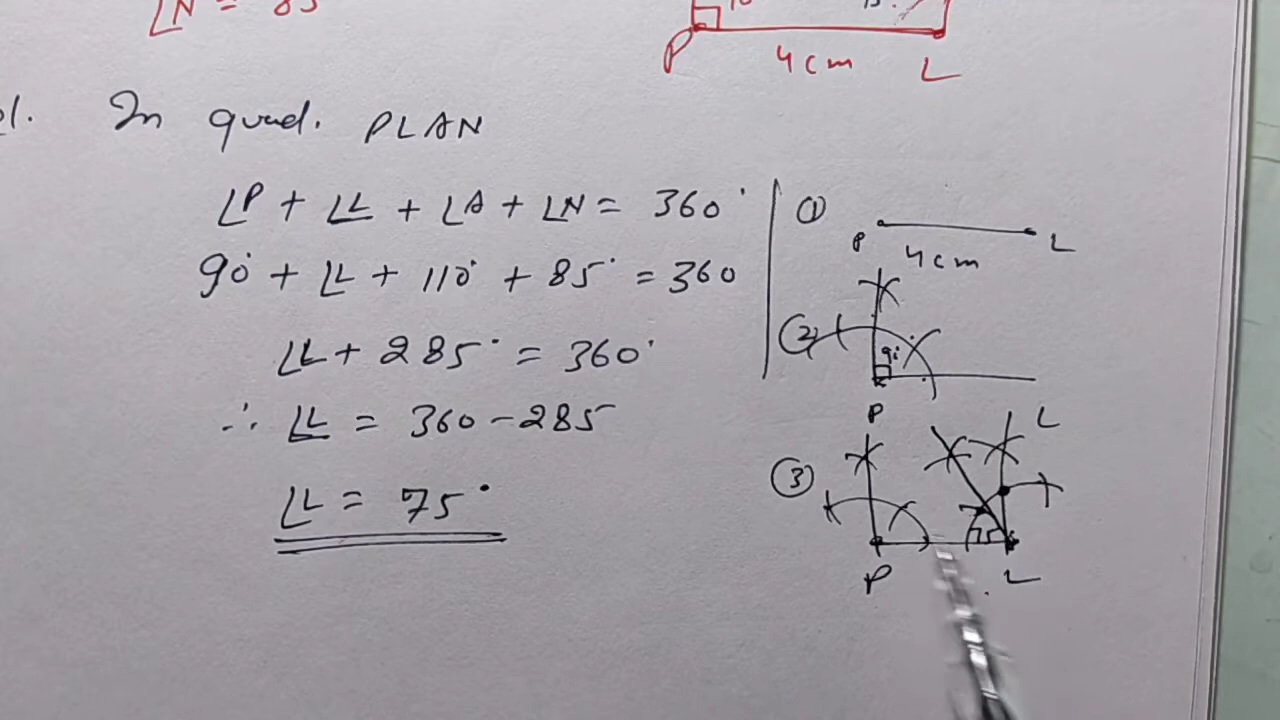 ∠N = 85
P 4cm L
In quad. PLAN
∠P + ∠L + ∠A + ∠N = 360°
90° + ∠L + 110° + 85° = 360
∠L + 285° = 360°
∴ ∠L = 360 - 285
∠L = 75°
① P 4cm L
② 90° P L
③ 75 P L